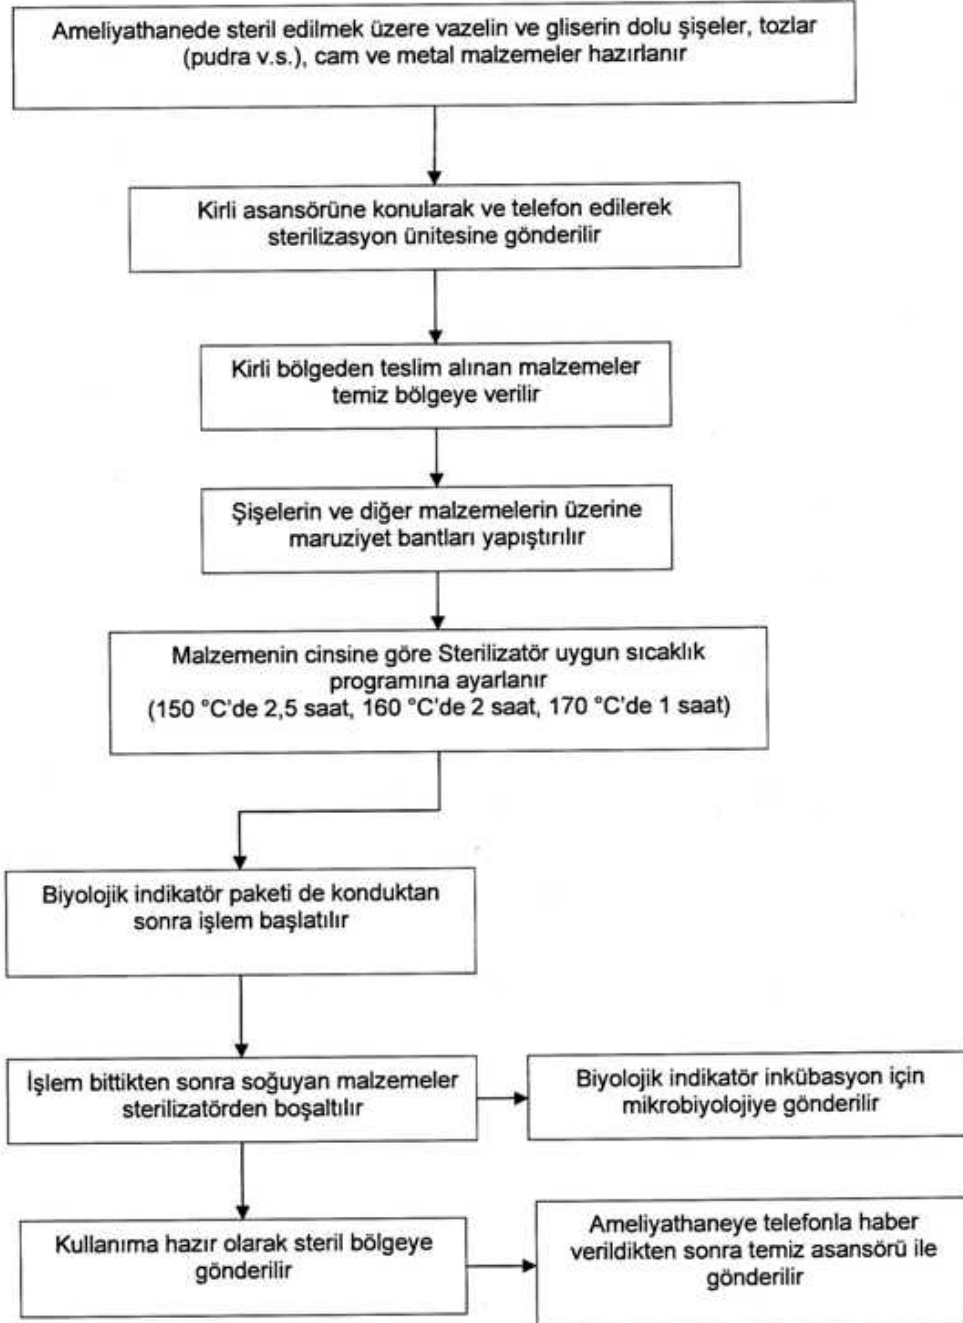 Ameliyathanede steril edilmek üzere vazelin ve gliserin dolu şişeler, tozlar
(pudra v.s.), cam ve metal malzemeler hazırlanır
Kirli asansörüne konularak ve telefon edilerek
sterilizasyon ünitesine gönderilir
Kirli bölgeden teslim alınan malzemeler
temiz bölgeye verilir
Şişelerin ve diğer malzemelerin üzerine
maruziyet bantları yapıştırılır
Malzemenin cinsine göre Sterilizatör uygun sıcaklık
programına ayarlanır
(150 °C'de 2,5 saat, 160 °C'de 2 saat, 170 °C'de 1 saat)
Biyolojik indikatör paketi de konduktan
sonra işlem başlatılır
İşlem bittikten sonra soğuyan malzemeler
sterilizatörden boşaltılır
Biyolojik indikatör inkübasyon için
mikrobiyolojiye gönderilir
Kullanıma hazır olarak steril bölgeye
gönderilir
Ameliyathaneye telefonla haber
verildikten sonra temiz asansörü ile
gönderilir